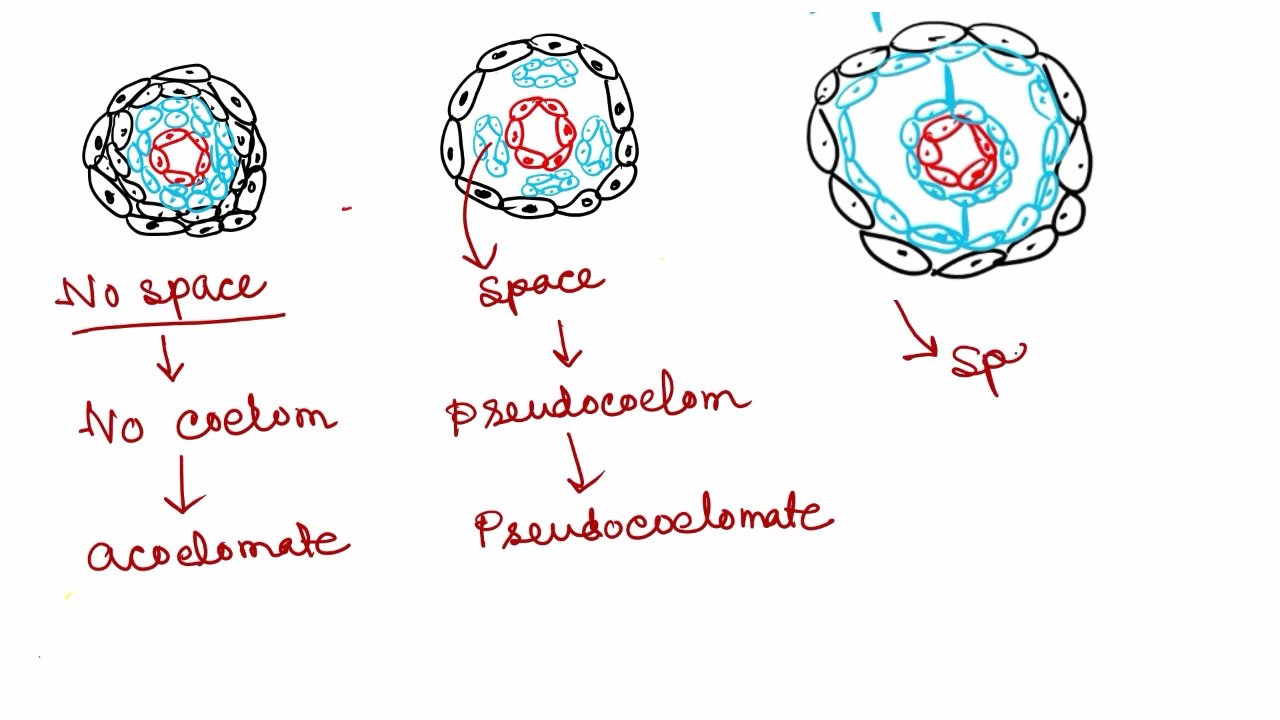 No space
No coelom
acoelomate
Space
Pseudocoelom
Pseudocoelomate
Sp